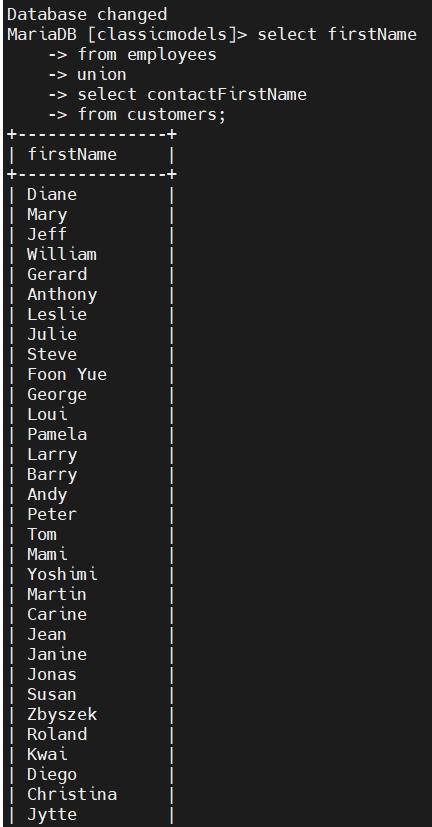 Database changed
MariaDB [classicmodels]> select firstName
    -> from employees
    -> union
    -> select contactFirstName
    -> from customers;
+---------------+
| firstName     |
+---------------+
| Diane         |
| Mary          |
| Jeff          |
| William       |
| Gerard        |
| Anthony       |
| Leslie        |
| Julie         |
| Steve         |
| Foon Yue      |
| George        |
| Loui          |
| Pamela        |
| Larry         |
| Barry         |
| Andy          |
| Peter         |
| Tom           |
| Mami          |
| Yoshimi       |
| Martin        |
| Carine        |
| Jean          |
| Janine        |
| Jonas         |
| Susan         |
| Zbyszek       |
| Roland        |
| Kwai          |
| Diego         |
| Christina     |
| Jytte         |